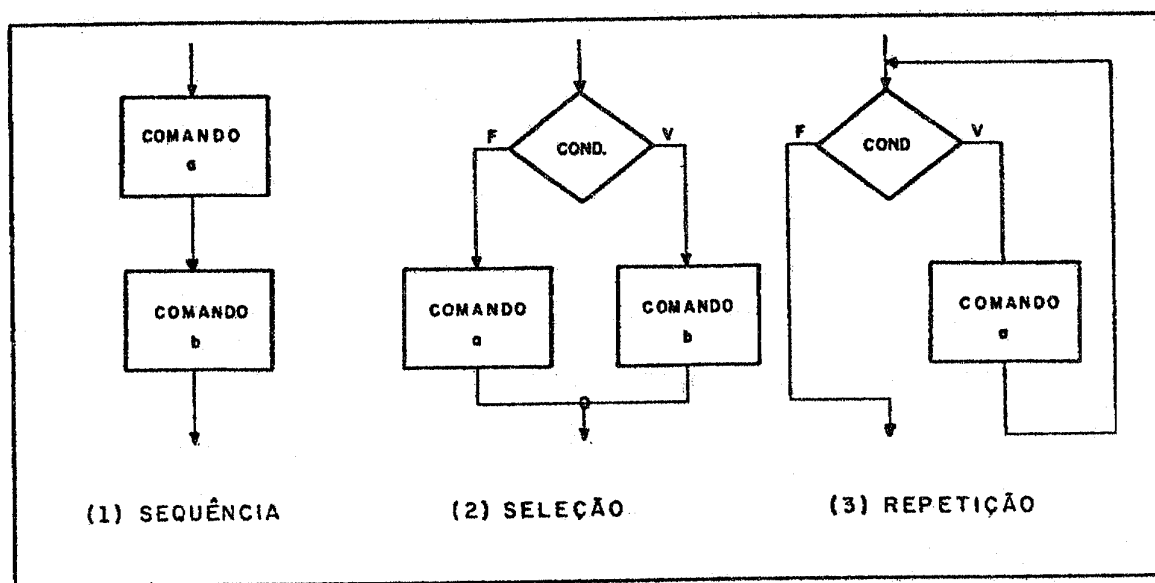 COMANDO
a
COMANDO
b
(1) SEQUÊNCIA
F
V
COND.
COMANDO
a
COMANDO
b
(2) SELEÇÃO
F
V
COND
COMANDO
a
(3) REPETIÇÃO